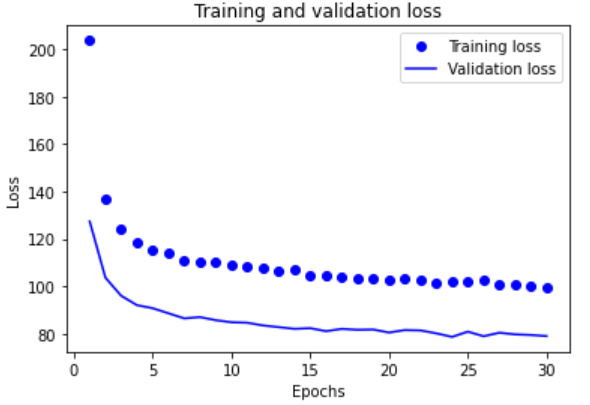 Training and validation loss
200
180
160
140
120
100
80
Loss
Training loss
Validation loss
0 5 10 15 20 25 30
Epochs